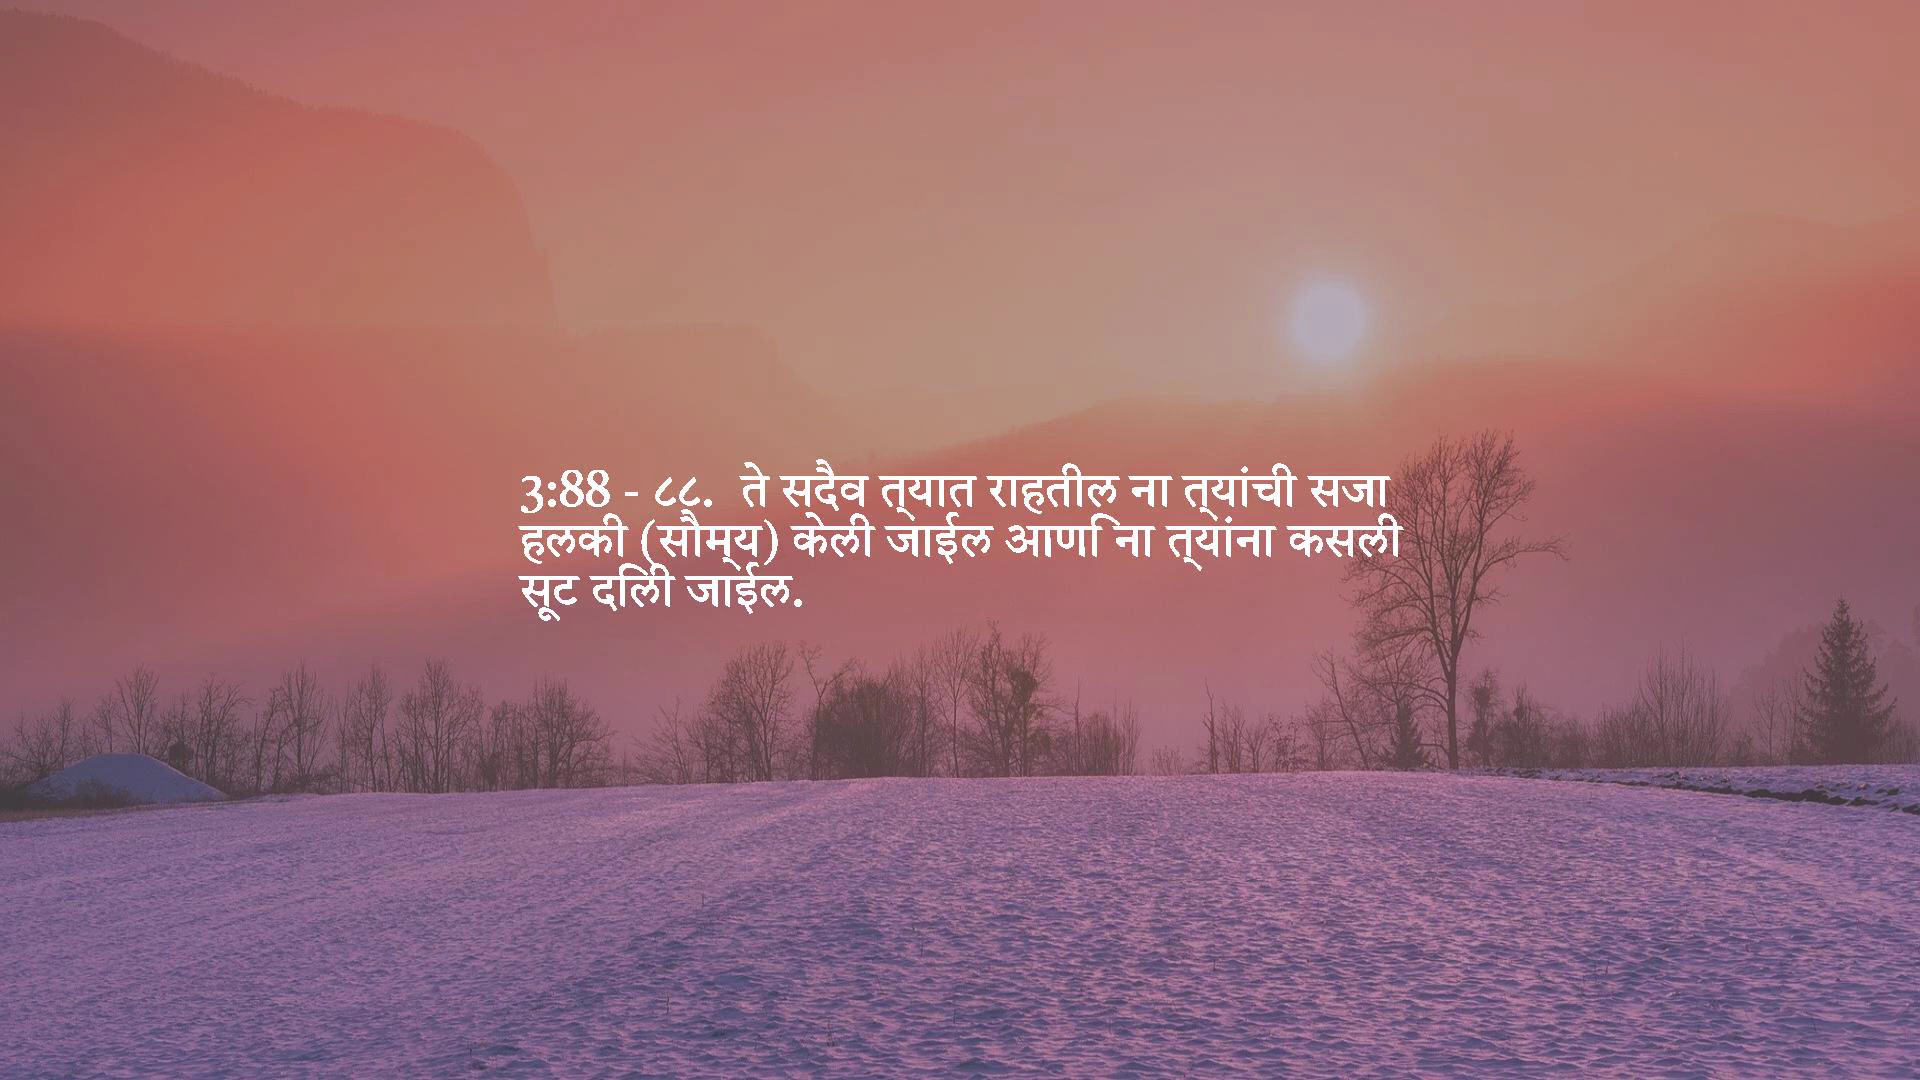 3:88 - ८८.  ते सदैव त्‌यात राहतील ना त्‌यांची सजा
हलकी (सौम्‌य) केली जाईल आणि ना त्‌यांना कसली
सूट दिली जाईल.